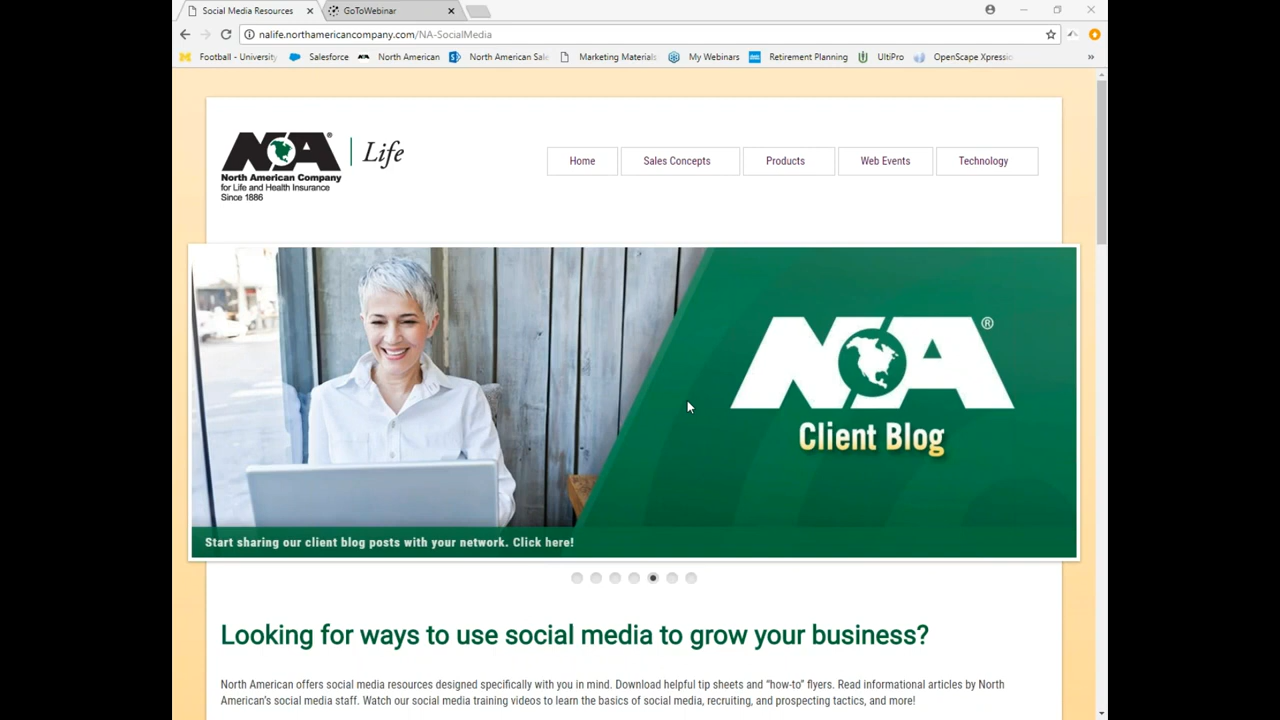 Social Media Resources
GoToWebinar
nalife.northamericancompany.com/NA-SocialMedia
Football - University
Salesforce
North American
North American Sale
Marketing Materials
My Webinars
Retirement Planning
UltiPro
OpenScape Xpressio
»
NA® | Life
North American Company
for Life and Health Insurance
Since 1886
Home
Sales Concepts
Products
Web Events
Technology
NA®
Client Blog
Start sharing our client blog posts with your network. Click here!
Looking for ways to use social media to grow your business?
North American offers social media resources designed specifically with you in mind. Download helpful tip sheets and “how-to” flyers. Read informational articles by North
American’s social media staff. Watch our social media training videos to learn the basics of social media, recruiting, and prospecting tactics, and more!